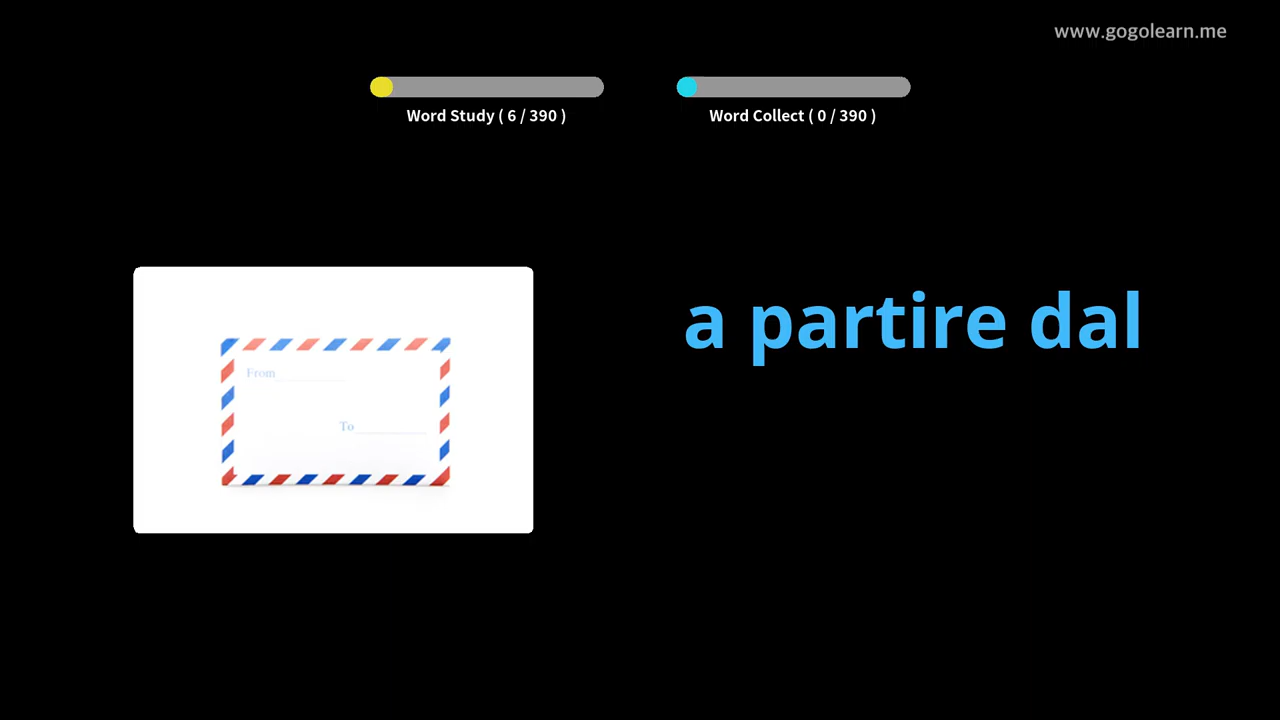 www.gogolearn.me
Word Study ( 6 / 390 )
Word Collect ( 0 / 390 )
a partire dal
From
To